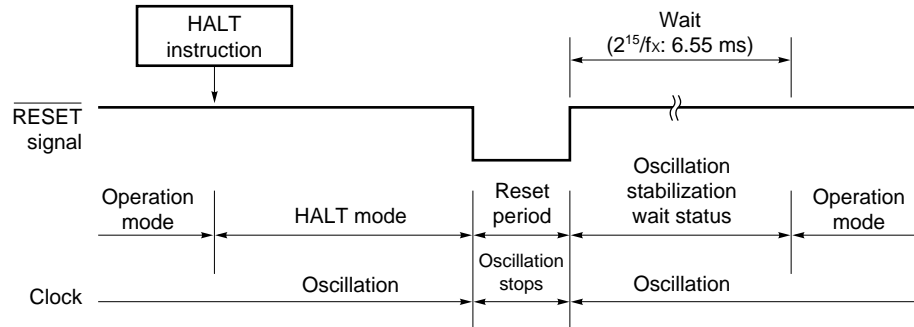 HALT
instruction
Wait
(2¹⁵/fx: 6.55 ms)
RESET
signal
Operation
mode
HALT mode
Reset
period
Oscillation
stabilization
wait status
Operation
mode
Clock
Oscillation
Oscillation
stops
Oscillation